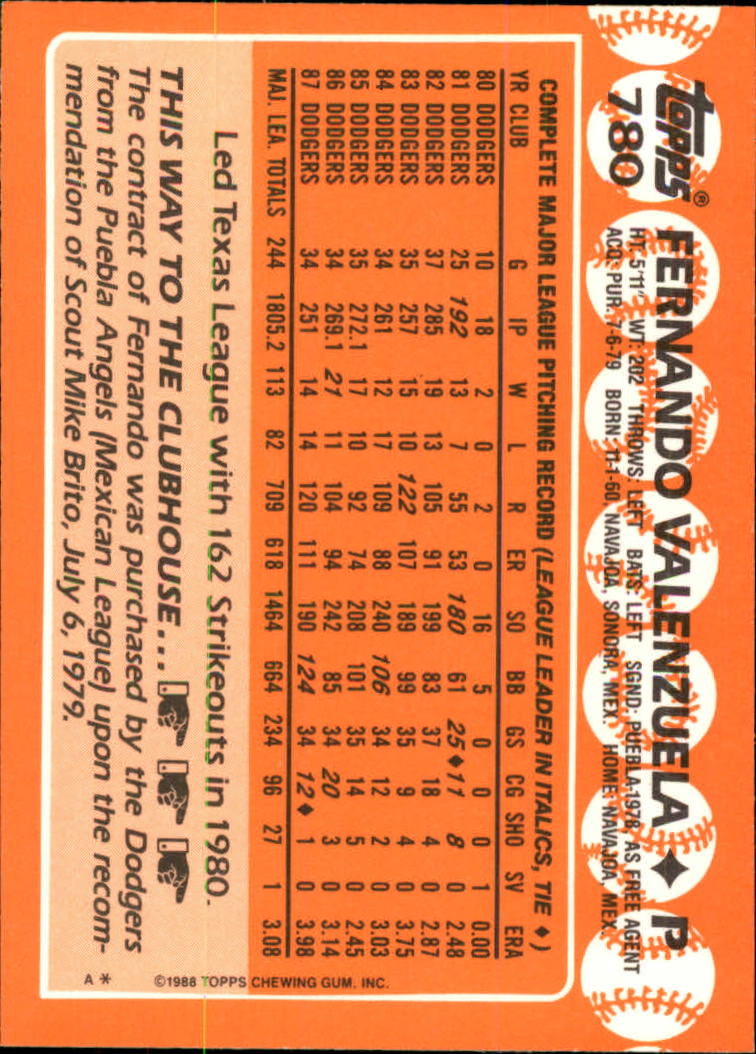 topps® FERNANDO VALENZUELA ♦ P
780 HT: 5'11" WT: 202 THROWS: LEFT BATS: LEFT SGND: PUEBLA-1978, AS FREE AGENT
ACQ: PUR. 7-6-79 BORN: 11-1-60, NAVAJOA, SONORA, MEX. HOME: NAVAJOA, MEX.
COMPLETE MAJOR LEAGUE PITCHING RECORD (LEAGUE LEADER IN ITALICS, TIE ♦)
YR CLUB G IP W L R ER SO BB GS CG SHO SV ERA
80 DODGERS 10 18 2 0 2 0 16 5 0 0 0 1 0.00
81 DODGERS 25 192 13 7 55 53 180 61 25♦ 11 8 0 2.48
82 DODGERS 37 285 19 13 105 91 199 83 37 18 4 0 2.87
83 DODGERS 35 257 15 10 122 107 189 99 35 9 4 0 3.75
84 DODGERS 34 261 12 17 109 88 240 106 34 12 2 0 3.03
85 DODGERS 35 272.1 17 10 92 74 208 101 35 14 5 0 2.45
86 DODGERS 34 269.1 21 11 104 94 242 85 34 20 3 0 3.14
87 DODGERS 34 251 14 14 120 111 190 124 34 12♦ 1 0 3.98
MAJ. LEA. TOTALS 244 1805.2 113 82 709 618 1464 664 234 96 27 1 3.08
Led Texas League with 162 Strikeouts in 1980.
THIS WAY TO THE CLUBHOUSE...
The contract of Fernando was purchased by the Dodgers
from the Puebla Angels (Mexican League) upon the recom-
mendation of Scout Mike Brito, July 6, 1979.
A * ©1988 TOPPS CHEWING GUM. INC.